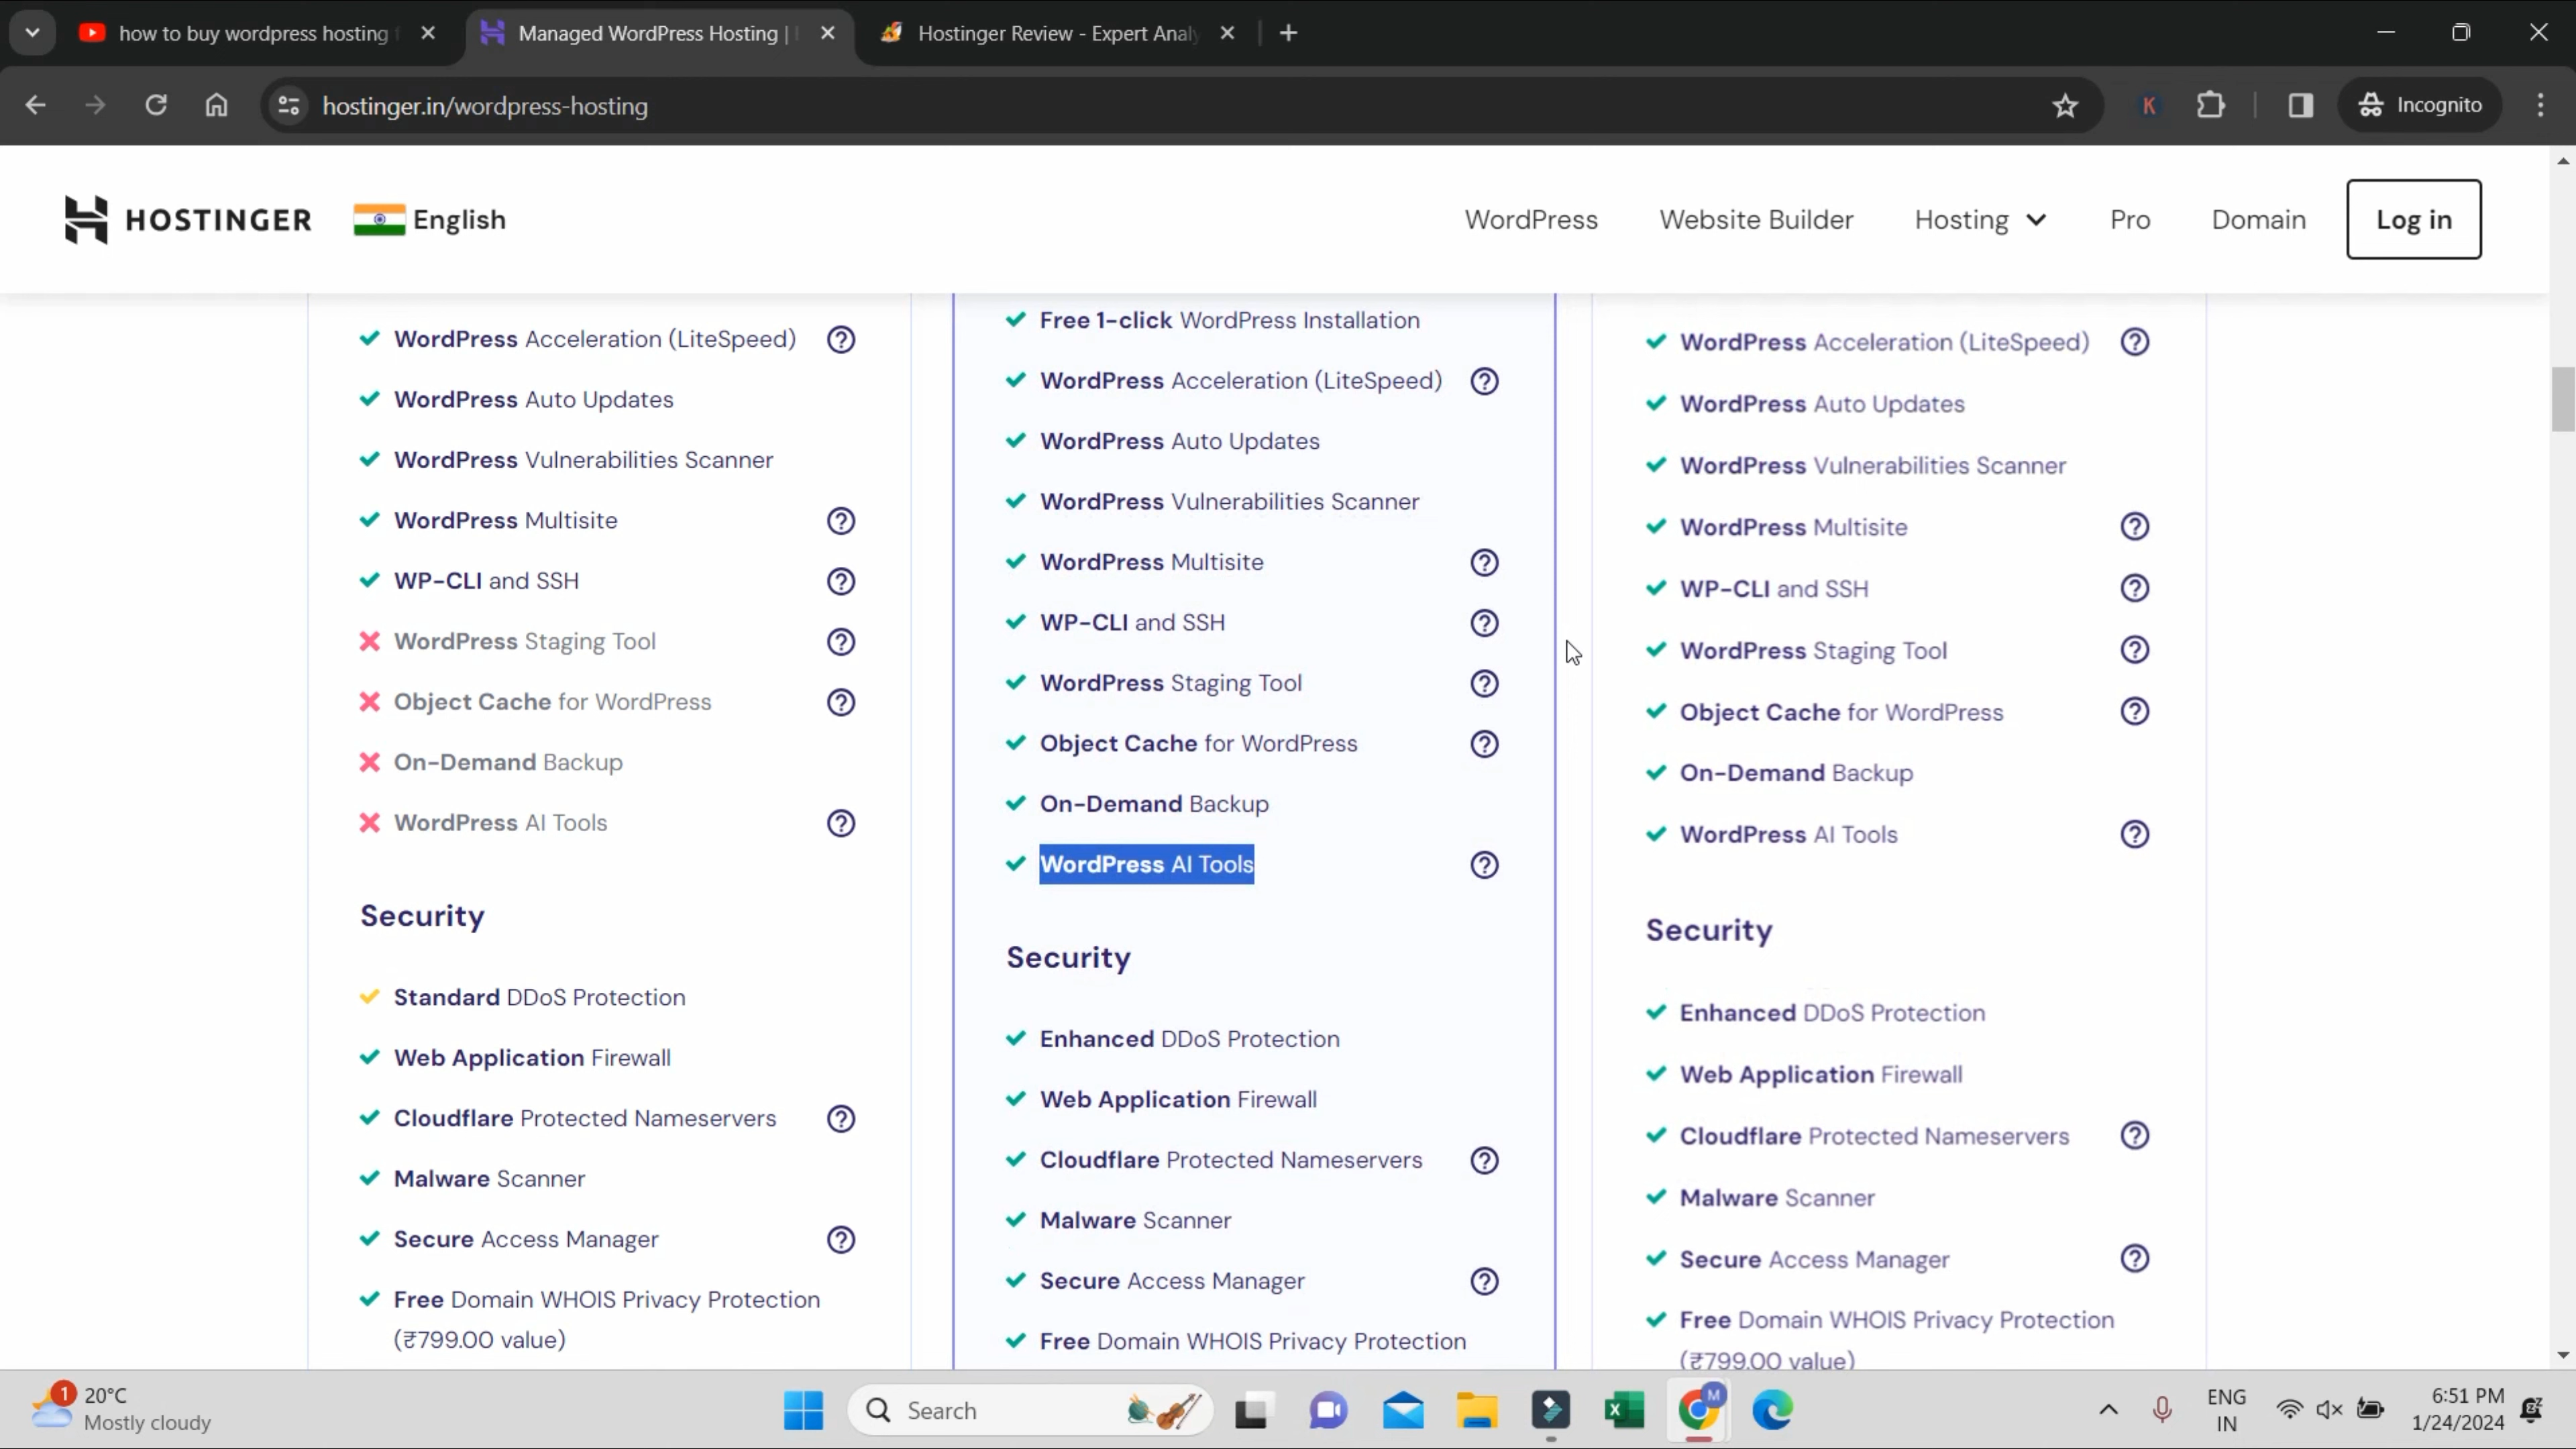 how to buy wordpress hosting
Managed WordPress Hosting |
Hostinger Review - Expert Analy
hostinger.in/wordpress-hosting
K
Incognito
HOSTINGER
English
WordPress
Website Builder
Hosting
Pro
Domain
Log in
WordPress Acceleration (LiteSpeed)
WordPress Auto Updates
WordPress Vulnerabilities Scanner
WordPress Multisite
WP-CLI and SSH
WordPress Staging Tool
Object Cache for WordPress
On-Demand Backup
WordPress AI Tools
Security
Standard DDoS Protection
Web Application Firewall
Cloudflare Protected Nameservers
Malware Scanner
Secure Access Manager
Free Domain WHOIS Privacy Protection
(₹799.00 value)
Free 1-click WordPress Installation
WordPress Acceleration (LiteSpeed)
WordPress Auto Updates
WordPress Vulnerabilities Scanner
WordPress Multisite
WP-CLI and SSH
WordPress Staging Tool
Object Cache for WordPress
On-Demand Backup
WordPress AI Tools
Security
Enhanced DDoS Protection
Web Application Firewall
Cloudflare Protected Nameservers
Malware Scanner
Secure Access Manager
Free Domain WHOIS Privacy Protection
WordPress Acceleration (LiteSpeed)
WordPress Auto Updates
WordPress Vulnerabilities Scanner
WordPress Multisite
WP-CLI and SSH
WordPress Staging Tool
Object Cache for WordPress
On-Demand Backup
WordPress AI Tools
Security
Enhanced DDoS Protection
Web Application Firewall
Cloudflare Protected Nameservers
Malware Scanner
Secure Access Manager
Free Domain WHOIS Privacy Protection
(₹799.00 value)
1
20°C
Mostly cloudy
Search
M
ENG
IN
6:51 PM
1/24/2024